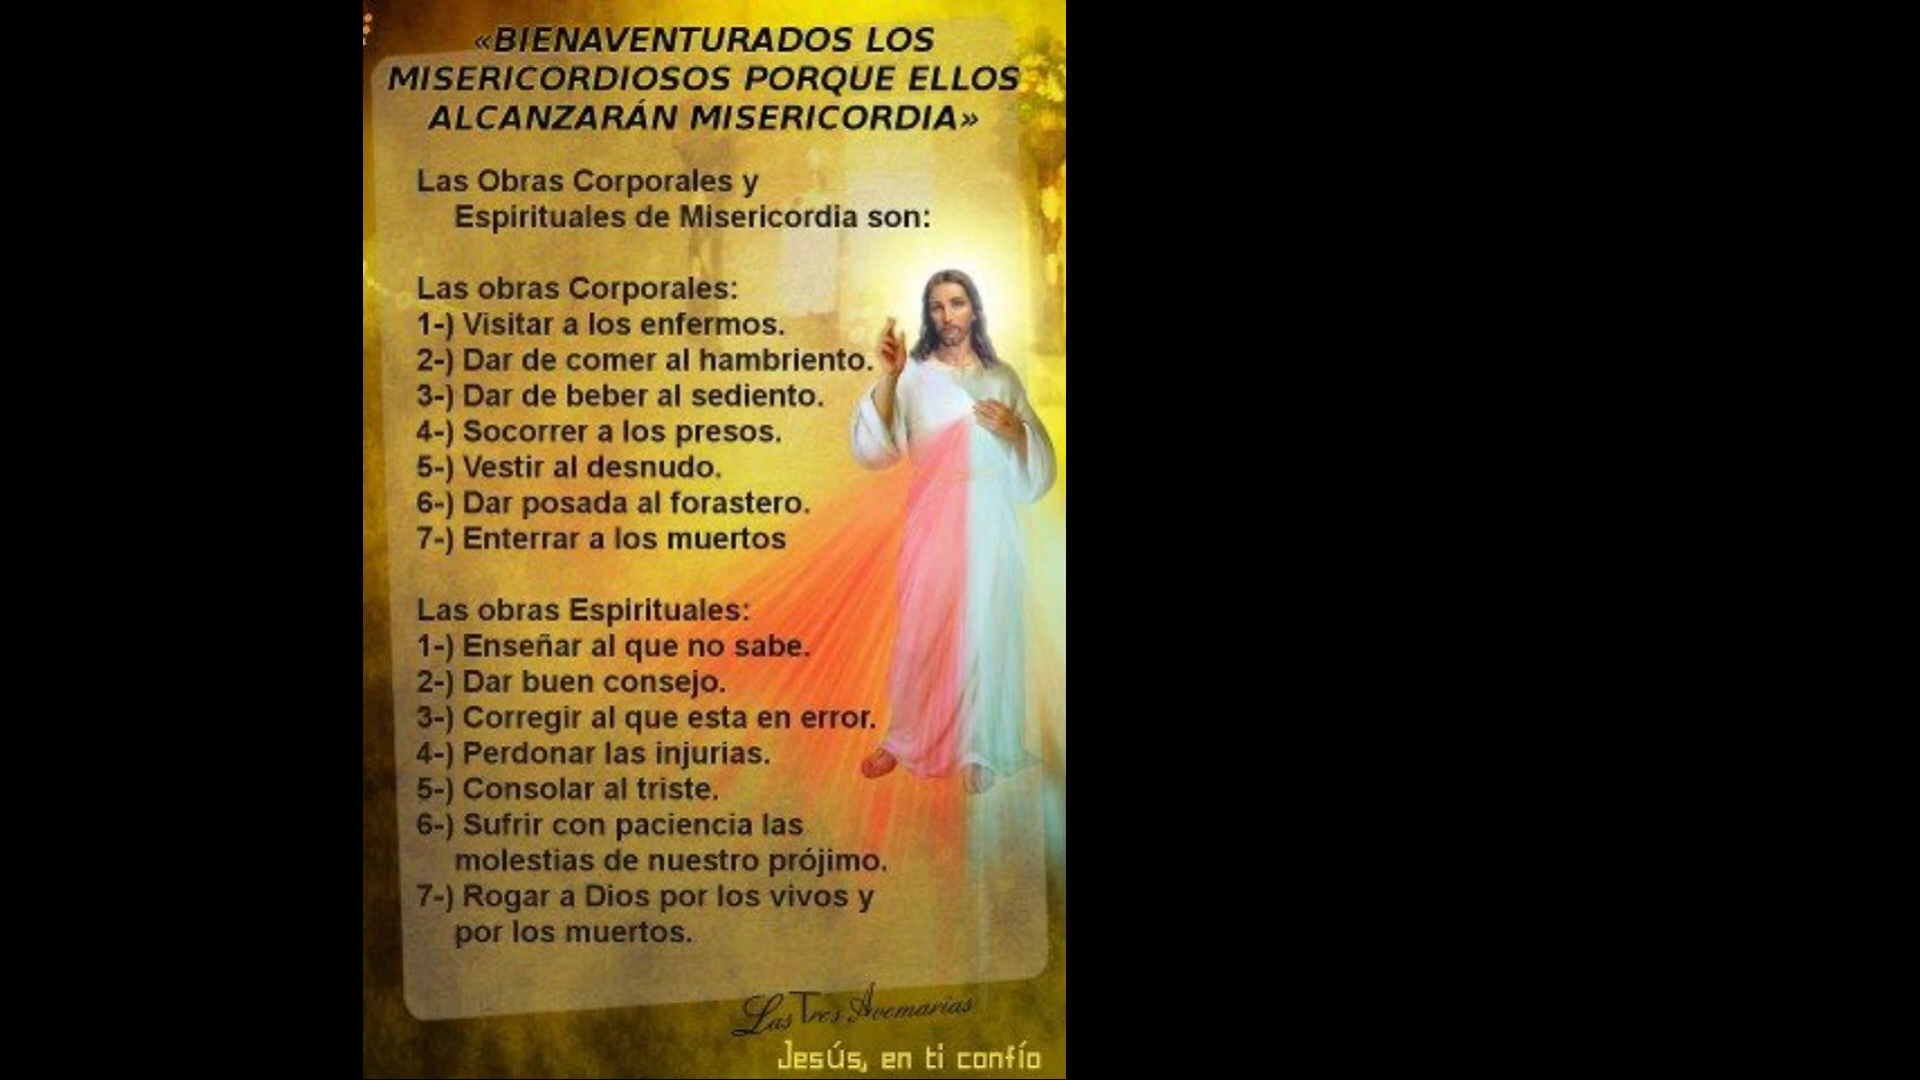 «BIENAVENTURADOS LOS
MISERICORDIOSOS PORQUE ELLOS
ALCANZARÁN MISERICORDIA»
Las Obras Corporales y
Espirituales de Misericordia son:
Las obras Corporales:
1-) Visitar a los enfermos.
2-) Dar de comer al hambriento.
3-) Dar de beber al sediento.
4-) Socorrer a los presos.
5-) Vestir al desnudo.
6-) Dar posada al forastero.
7-) Enterrar a los muertos
Las obras Espirituales:
1-) Enseñar al que no sabe.
2-) Dar buen consejo.
3-) Corregir al que esta en error.
4-) Perdonar las injurias.
5-) Consolar al triste.
6-) Sufrir con paciencia las
molestias de nuestro prójimo.
7-) Rogar a Dios por los vivos y
por los muertos.
Las Tres Avemarías
Jesús, en ti confío